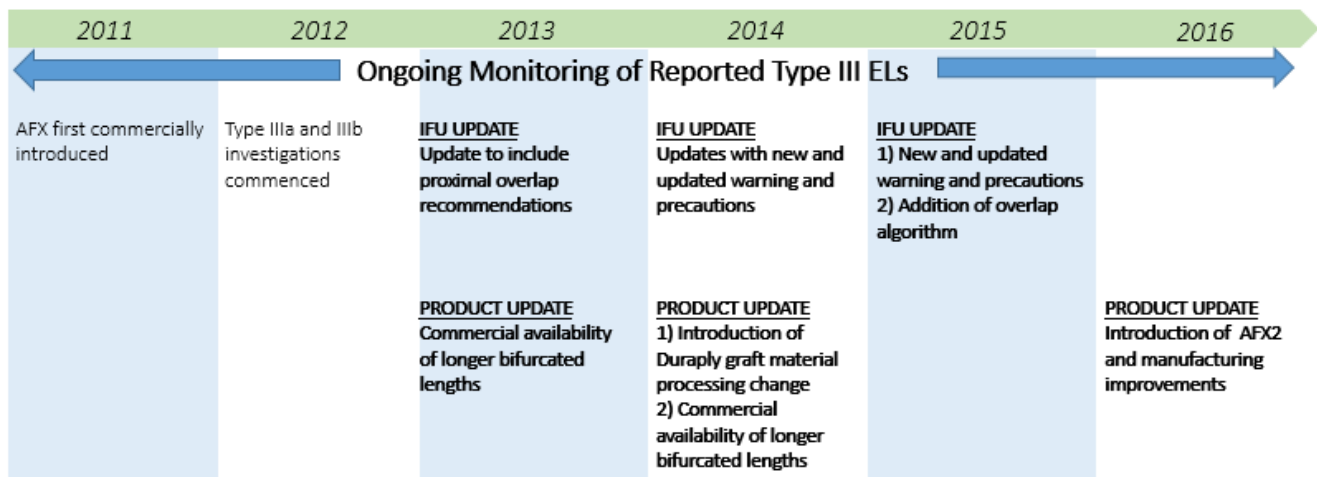 2011 2012 2013 2014 2015 2016
Ongoing Monitoring of Reported Type III ELs
AFX first commercially
introduced
Type IIIa and IIIb
investigations
commenced
IFU UPDATE
Update to include
proximal overlap
recommendations
IFU UPDATE
Updates with new and
updated warning and
precautions
IFU UPDATE
1) New and updated
warning and precautions
2) Addition of overlap
algorithm
PRODUCT UPDATE
Commercial availability
of longer bifurcated
lengths
PRODUCT UPDATE
1) Introduction of
Duraply graft material
processing change
2) Commercial
availability of longer
bifurcated lengths
PRODUCT UPDATE
Introduction of AFX2
and manufacturing
improvements